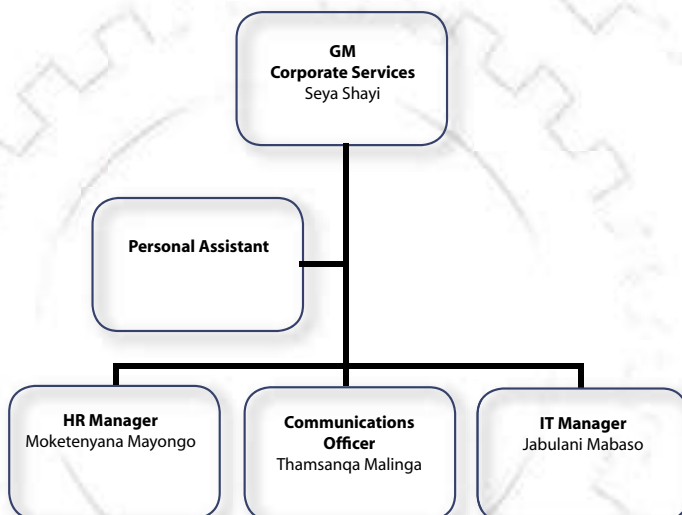 GM
Corporate Services
Seya Shayi
Personal Assistant
HR Manager
Moketenyana Mayongo
Communications
Officer
Thamsanqa Malinga
IT Manager
Jabulani Mabaso